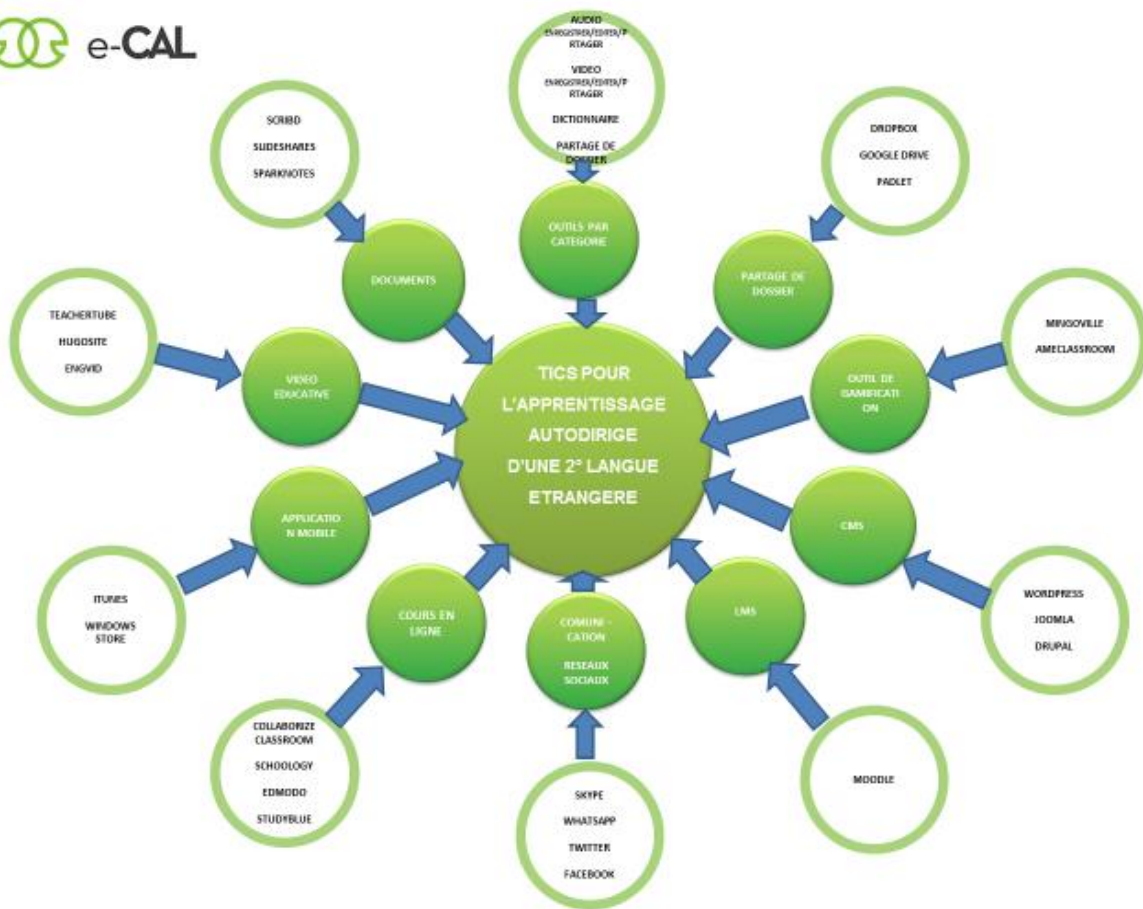 e-CAL
AUDIO
ENREGISTRER/EDITER/P
RTAGER
VIDEO
ENREGISTRER/EDITER/P
RTAGER
DICTIONNAIRE
PARTAGE DE
DOSSIER
SCRIBD
SLIDESHARES
SPARKNOTES
DROPBOX
GOOGLE DRIVE
PADLET
OUTILS PAR
CATEGORIE
DOCUMENTS
PARTAGE DE
DOSSIER
TEACHERTUBE
HUGOSITE
ENGVID
MINGOVILLE
AMECLASSROOM
VIDEO
EDUCATIVE
TICS POUR
L'APPRENTISSAGE
AUTODIRIGE
D'UNE 2° LANGUE
ETRANGERE
OUTIL DE
GAMIFICATI
ON
APPLICATIO
N MOBILE
CMS
ITUNES
WINDOWS
STORE
COURS EN
LIGNE
COMUNI -
CATION
RESEAUX
SOCIAUX
LMS
WORDPRESS
JOOMLA
DRUPAL
COLLABORIZE
CLASSROOM
SCHOOLOGY
EDMODO
STUDYBLUE
SKYPE
WHATSAPP
TWITTER
FACEBOOK
MOODLE